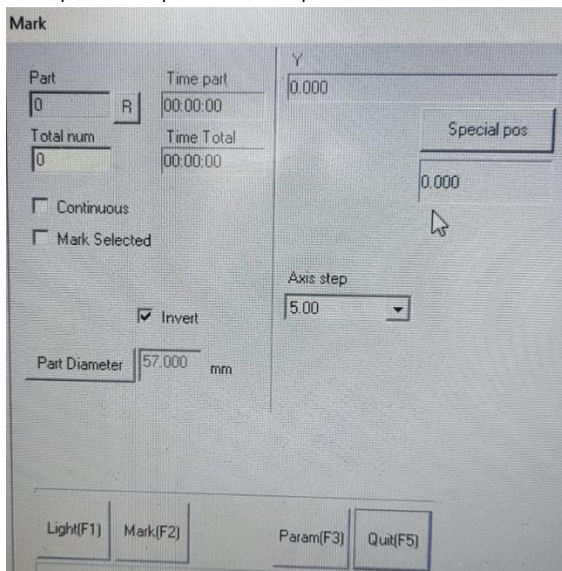 Mark
Part
Time part
0
R
00:00:00
Total num
Time Total
0
00:00:00
Continuous
Mark Selected
Invert
Part Diameter
57.000
mm
Y
0.000
Special pos
0.000
Axis step
5.00
Light(F1)
Mark(F2)
Param(F3)
Quit(F5)